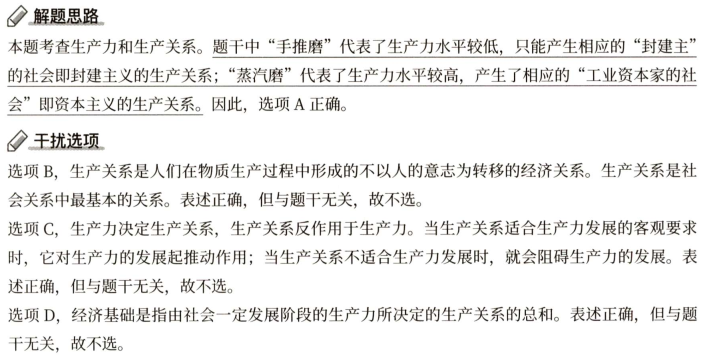 解题思路
本题考查生产力和生产关系。题干中“手推磨”代表了生产力水平较低，只能产生相应的“封建主”
的社会即封建主义的生产关系；“蒸汽磨”代表了生产力水平较高，产生了相应的“工业资本家的社
会”即资本主义的生产关系。因此，选项 A 正确。
干扰选项
选项 B，生产关系是人们在物质生产过程中形成的不以人的意志为转移的经济关系。生产关系是社
会关系中最基本的关系。表述正确，但与题干无关，故不选。
选项 C，生产力决定生产关系，生产关系反作用于生产力。当生产关系适合生产力发展的客观要求
时，它对生产力的发展起推动作用；当生产关系不适合生产力发展时，就会阻碍生产力的发展。表
述正确，但与题干无关，故不选。
选项 D，经济基础是指由社会一定发展阶段的生产力所决定的生产关系的总和。表述正确，但与题
干无关，故不选。